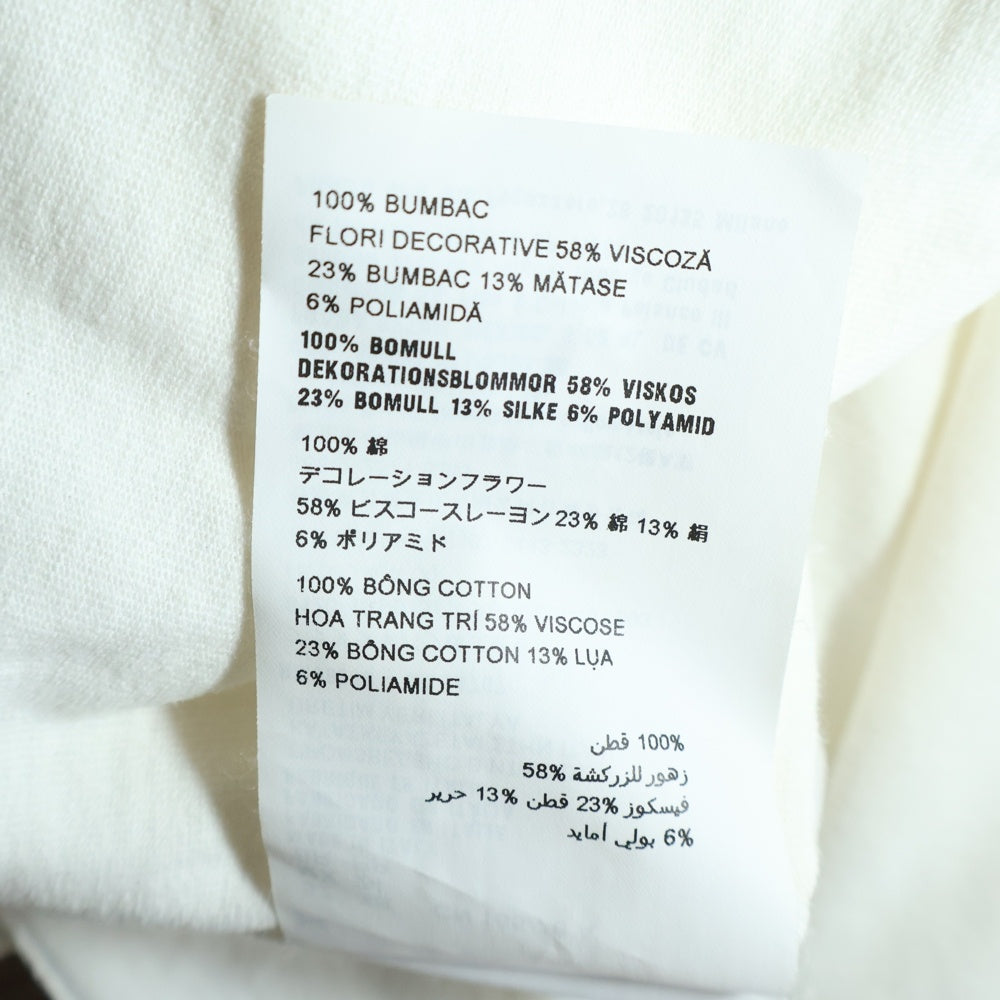 100% BUMBAC
FLORI DECORATIVE 58% VISCOZĂ
23% BUMBAC 13% MĂTASE
6% POLIAMIDĂ
100% BOMULL
DEKORATIONSBLOMMOR 58% VISKOS
23% BOMULL 13% SILKE 6% POLYAMID
100% 綿
デコレーションフラワー
58% ビスコースレーヨン 23% 綿 13% 絹
6% ポリアミド
100% BÔNG COTTON
HOA TRANG TRÍ 58% VISCOSE
23% BÔNG COTTON 13% LỤA
6% POLIAMIDE
100% قطن
زهور للزركشة 58%
فيسكوز 23% قطن 13% حرير
6% بولي أمايد